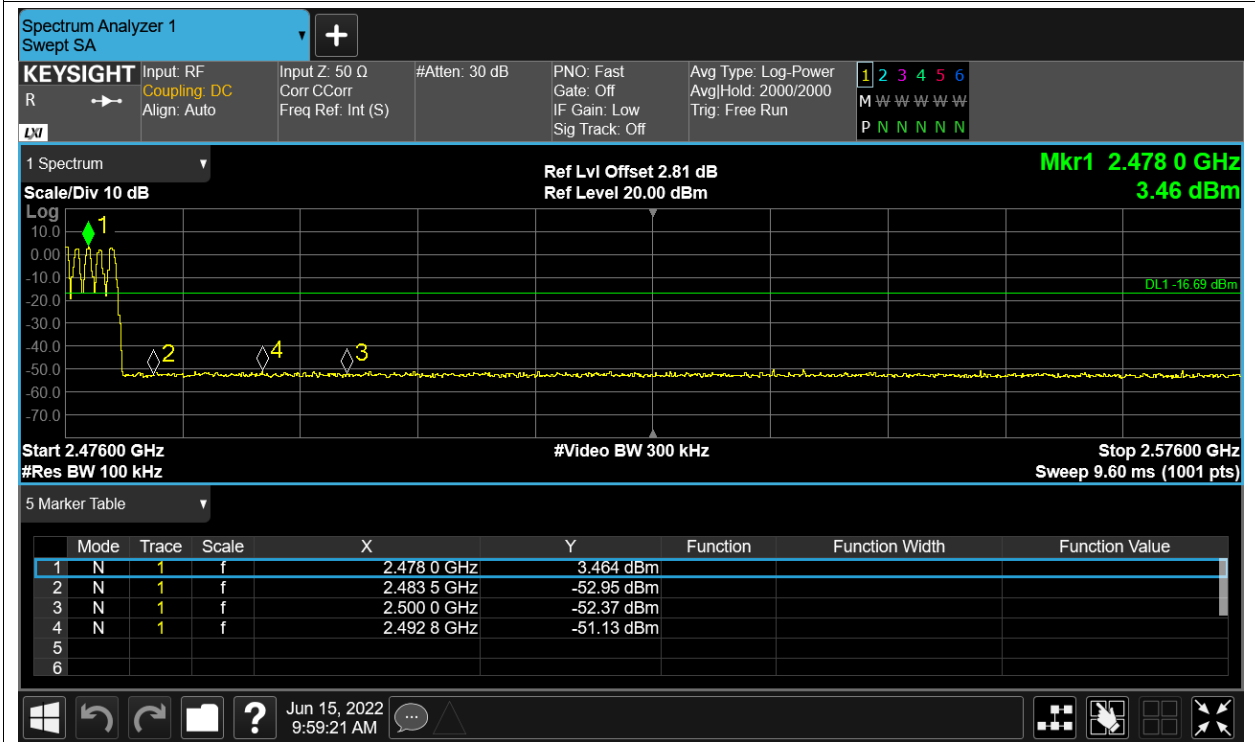 Spectrum Analyzer 1
Swept SA
KEYSIGHT
R
LXI
Input: RF
Coupling: DC
Align: Auto
Input Z: 50 Ω
Corr CCorr
Freq Ref: Int (S)
#Atten: 30 dB
PNO: Fast
Gate: Off
IF Gain: Low
Sig Track: Off
Avg Type: Log-Power
Avg|Hold: 2000/2000
Trig: Free Run
1 2 3 4 5 6
M W W W W W
P N N N N N
1 Spectrum
Scale/Div 10 dB
Ref Lvl Offset 2.81 dB
Ref Level 20.00 dBm
Mkr1 2.478 0 GHz
3.46 dBm
Log
10.0
0.00
-10.0
-20.0
-30.0
-40.0
-50.0
-60.0
-70.0
1
2
4
3
DL1 -16.69 dBm
Start 2.47600 GHz
#Res BW 100 kHz
#Video BW 300 kHz
Stop 2.57600 GHz
Sweep 9.60 ms (1001 pts)
5 Marker Table
Mode Trace Scale X Y Function Function Width Function Value
1 N 1 f 2.478 0 GHz 3.464 dBm
2 N 1 f 2.483 5 GHz -52.95 dBm
3 N 1 f 2.500 0 GHz -52.37 dBm
4 N 1 f 2.492 8 GHz -51.13 dBm
5
6
?
Jun 15, 2022
9:59:21 AM